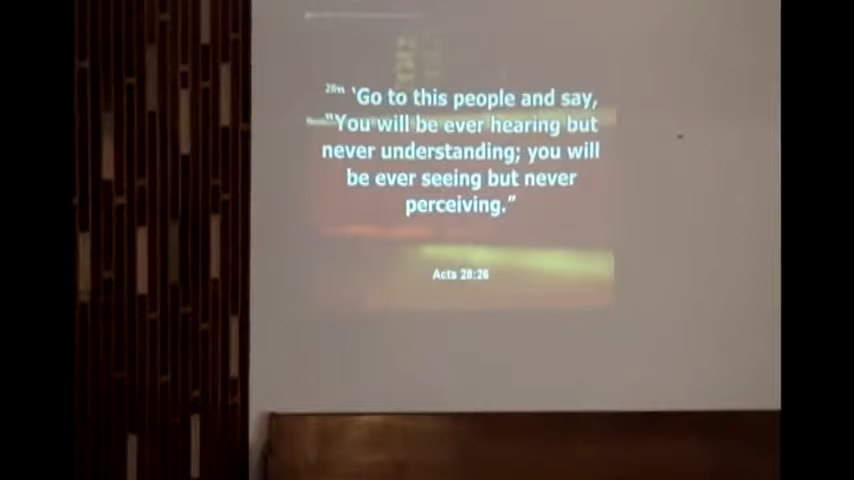 26“ ‘Go to this people and say,
“You will be ever hearing but
never understanding; you will
be ever seeing but never
perceiving.”
Acts 28:26